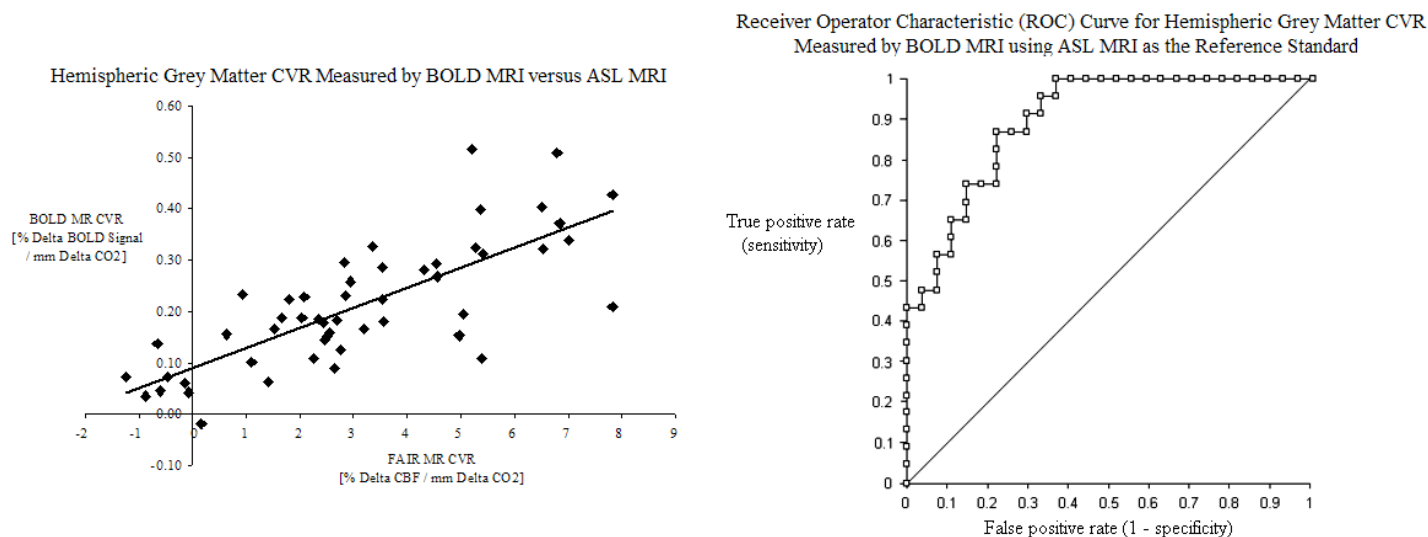 Hemispheric Grey Matter CVR Measured by BOLD MRI versus ASL MRI
0.60
0.50
0.40
0.30
0.20
0.10
0.00
-0.10
BOLD MR CVR
[% Delta BOLD Signal
/ mm Delta CO2]
-2 -1 0 1 2 3 4 5 6 7 8 9
FAIR MR CVR
[% Delta CBF / mm Delta CO2]
Receiver Operator Characteristic (ROC) Curve for Hemispheric Grey Matter CVR
Measured by BOLD MRI using ASL MRI as the Reference Standard
1
0.9
0.8
0.7
0.6
0.5
0.4
0.3
0.2
0.1
0
True positive rate
(sensitivity)
0 0.1 0.2 0.3 0.4 0.5 0.6 0.7 0.8 0.9 1
False positive rate (1 - specificity)